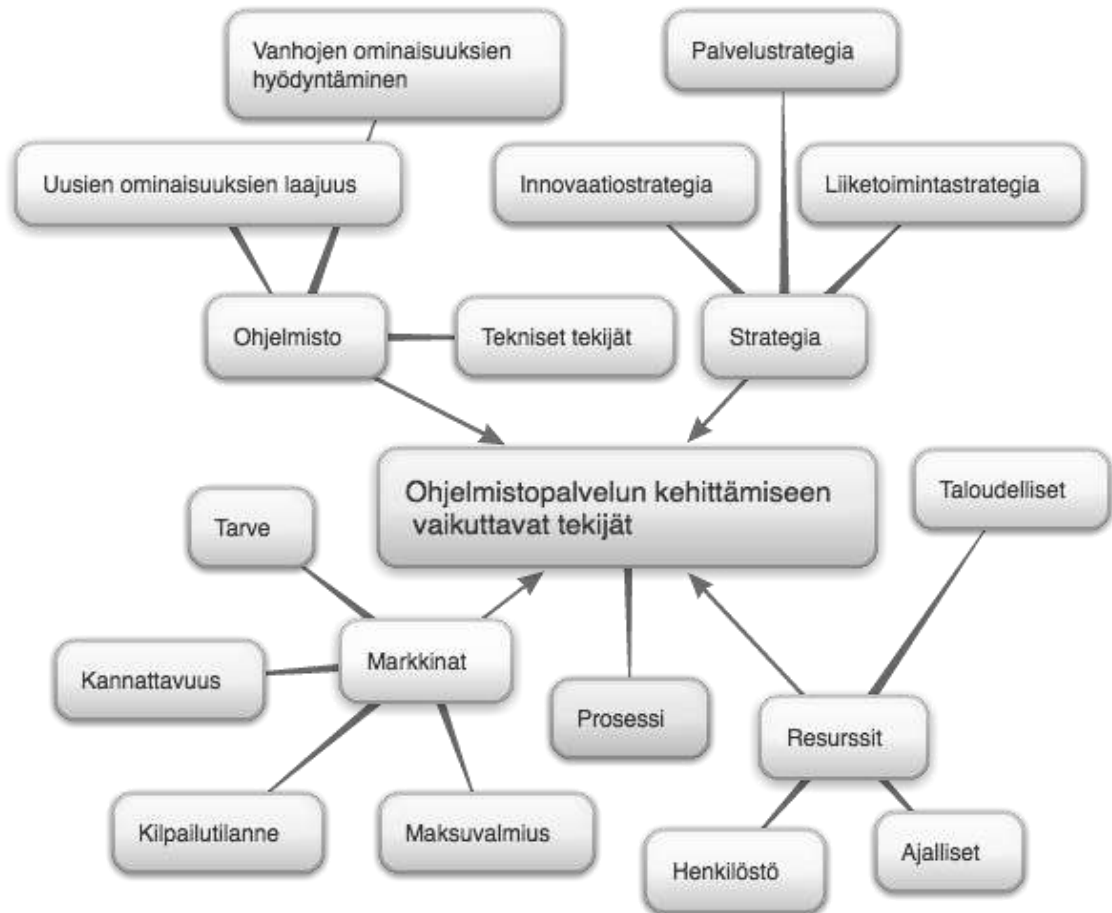 Vanhojen ominaisuuksien
hyödyntäminen
Palvelustrategia
Uusien ominaisuuksien laajuus
Innovaatiostrategia
Liiketoimintastrategia
Ohjelmisto
Tekniset tekijät
Strategia
Ohjelmistopalvelun kehittämiseen
vaikuttavat tekijät
Taloudelliset
Tarve
Markkinat
Kannattavuus
Prosessi
Resurssit
Kilpailutilanne
Maksuvalmius
Henkilöstö
Ajalliset